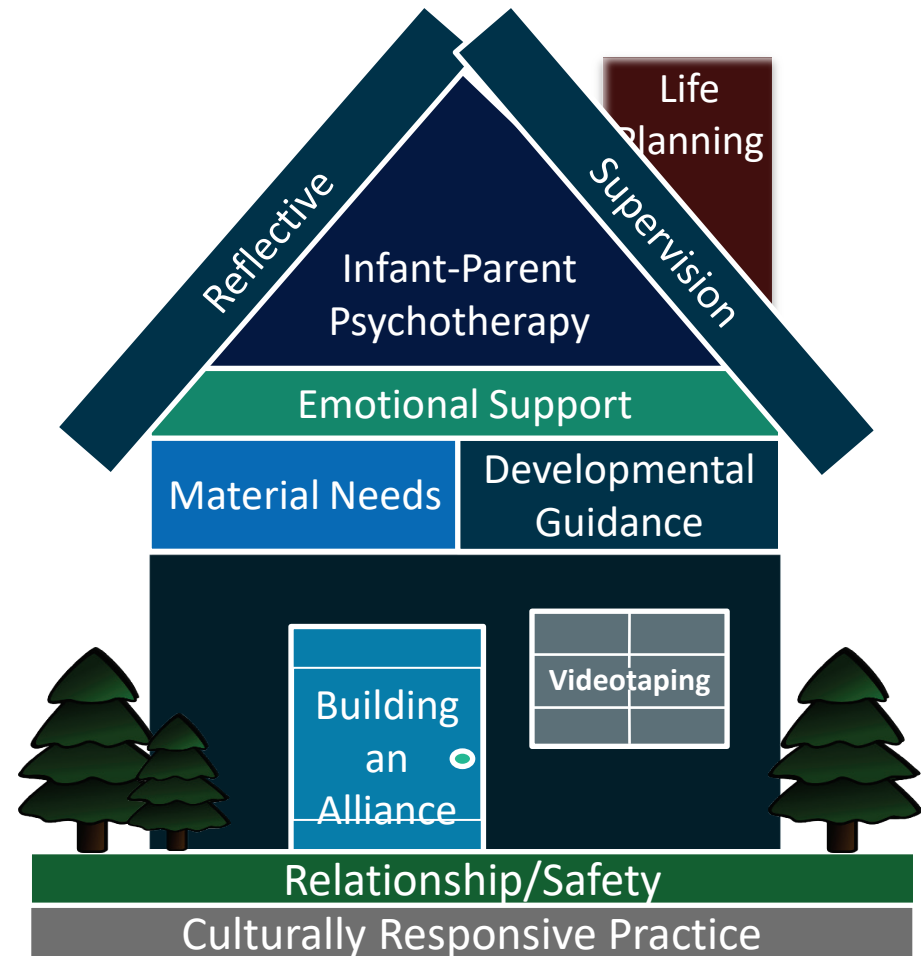 Life
Planning
Reflective
Supervision
Infant-Parent
Psychotherapy
Emotional Support
Material Needs
Developmental
Guidance
Building
an
Alliance
Videotaping
Relationship/Safety
Culturally Responsive Practice